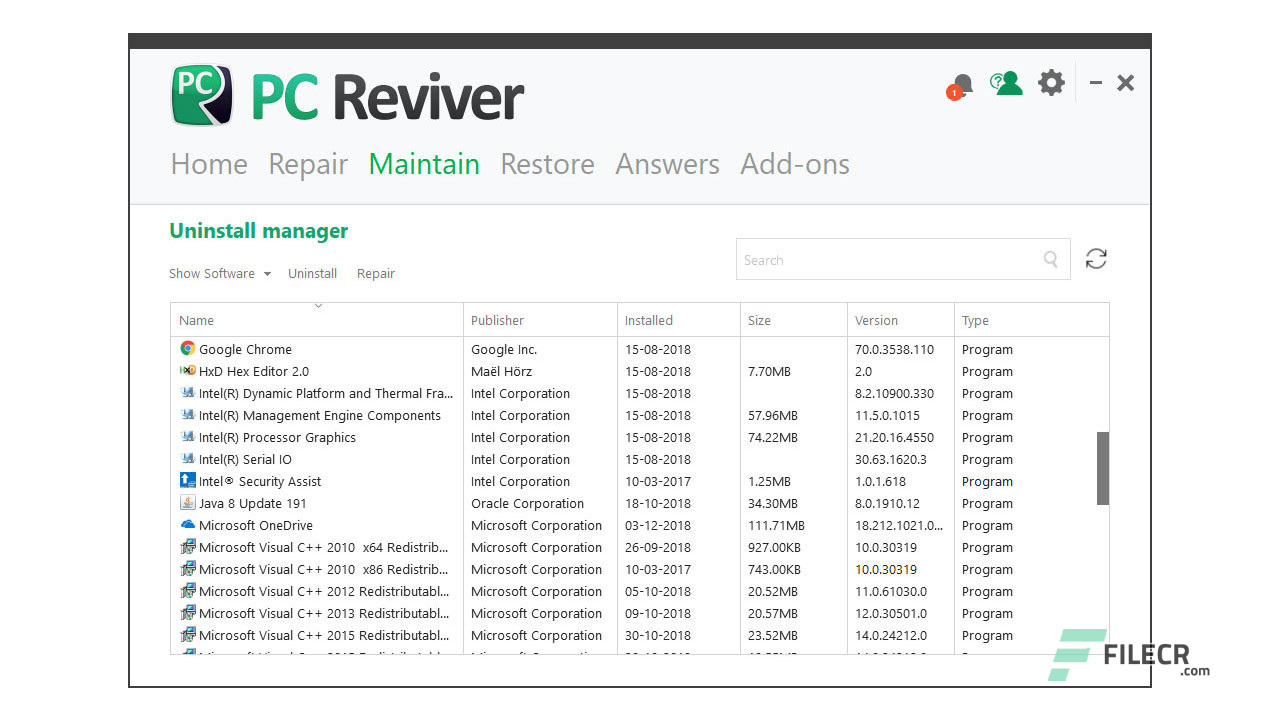 PC PC Reviver
1
Home Repair Maintain Restore Answers Add-ons
Uninstall manager
Search
Show Software Uninstall Repair
Name Publisher Installed Size Version Type
Google Chrome Google Inc. 15-08-2018 70.0.3538.110 Program
HxD Hex Editor 2.0 Maël Hörz 15-08-2018 7.70MB 2.0 Program
Intel(R) Dynamic Platform and Thermal Fra... Intel Corporation 15-08-2018 8.2.10900.330 Program
Intel(R) Management Engine Components Intel Corporation 15-08-2018 57.96MB 11.5.0.1015 Program
Intel(R) Processor Graphics Intel Corporation 15-08-2018 74.22MB 21.20.16.4550 Program
Intel(R) Serial IO Intel Corporation 15-08-2018 30.63.1620.3 Program
Intel® Security Assist Intel Corporation 10-03-2017 1.25MB 1.0.1.618 Program
Java 8 Update 191 Oracle Corporation 18-10-2018 34.30MB 8.0.1910.12 Program
Microsoft OneDrive Microsoft Corporation 03-12-2018 111.71MB 18.212.1021.0... Program
Microsoft Visual C++ 2010 x64 Redistrib... Microsoft Corporation 26-09-2018 927.00KB 10.0.30319 Program
Microsoft Visual C++ 2010 x86 Redistrib... Microsoft Corporation 10-03-2017 743.00KB 10.0.30319 Program
Microsoft Visual C++ 2012 Redistributabl... Microsoft Corporation 05-10-2018 20.52MB 11.0.61030.0 Program
Microsoft Visual C++ 2013 Redistributabl... Microsoft Corporation 09-10-2018 20.57MB 12.0.30501.0 Program
Microsoft Visual C++ 2015 Redistributabl... Microsoft Corporation 30-10-2018 23.52MB 14.0.24212.0 Program
FILECR
.com